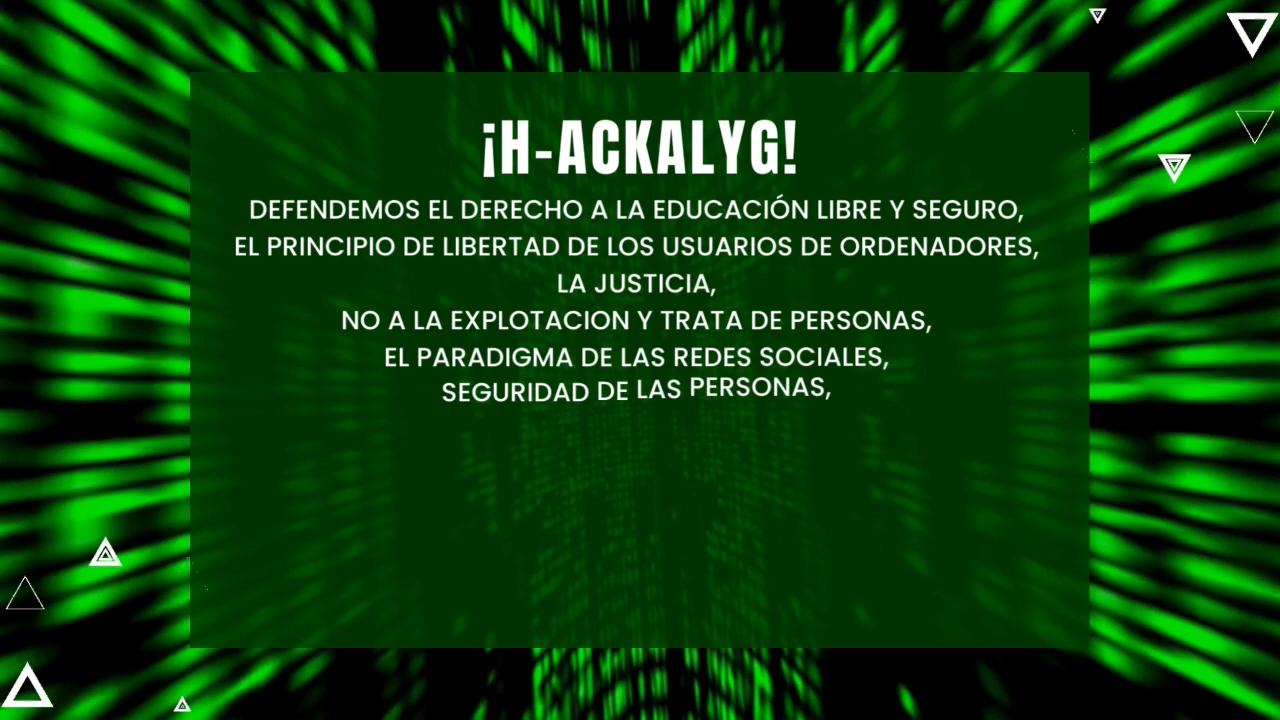 ¡H-ACKALYG!
DEFENDEMOS EL DERECHO A LA EDUCACIÓN LIBRE Y SEGURO,
EL PRINCIPIO DE LIBERTAD DE LOS USUARIOS DE ORDENADORES,
LA JUSTICIA,
NO A LA EXPLOTACION Y TRATA DE PERSONAS,
EL PARADIGMA DE LAS REDES SOCIALES,
SEGURIDAD DE LAS PERSONAS,